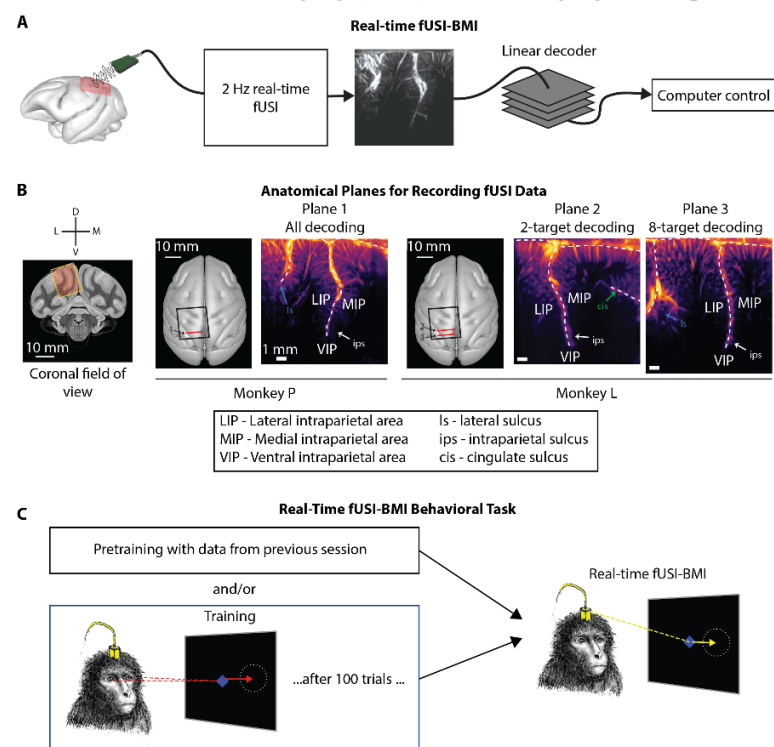 A
Real-time fUSI-BMI
2 Hz real-time
fUSI
Linear decoder
Computer control
B
Anatomical Planes for Recording fUSI Data
D
L
M
V
10 mm
Coronal field of
view
10 mm
1
Plane 1
All decoding
ls
LIP
MIP
VIP
ips
1 mm
Monkey P
10 mm
2
3
Plane 2
2-target decoding
LIP
MIP
cis
ips
VIP
Plane 3
8-target decoding
ls
LIP
MIP
ips
VIP
Monkey L
LIP - Lateral intraparietal area
MIP - Medial intraparietal area
VIP - Ventral intraparietal area
ls - lateral sulcus
ips - intraparietal sulcus
cis - cingulate sulcus
C
Real-Time fUSI-BMI Behavioral Task
Pretraining with data from previous session
and/or
Training
...after 100 trials ...
Real-time fUSI-BMI